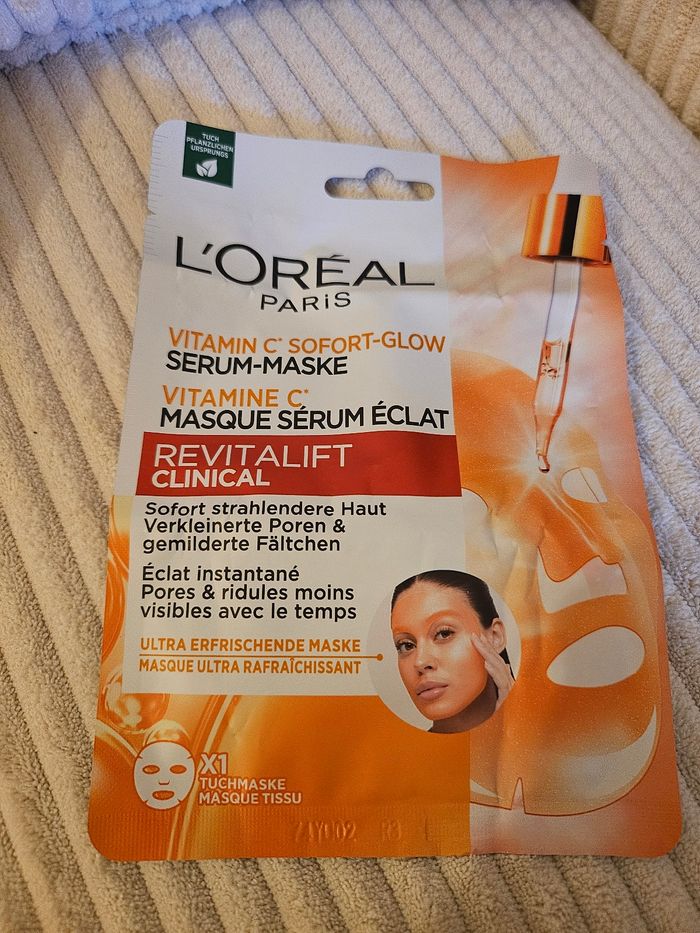 TUCH
PFLANZLICHEN
URSPRUNGS
L'ORÉAL
PARIS
VITAMIN C* SOFORT-GLOW
SERUM-MASKE
VITAMINE C*
MASQUE SÉRUM ÉCLAT
REVITALIFT
CLINICAL
Sofort strahlendere Haut
Verkleinerte Poren &
gemilderte Fältchen
Éclat instantané
Pores & ridules moins
visibles avec le temps
ULTRA ERFRISCHENDE MASKE
MASQUE ULTRA RAFRAÎCHISSANT
X1
TUCHMASKE
MASQUE TISSU